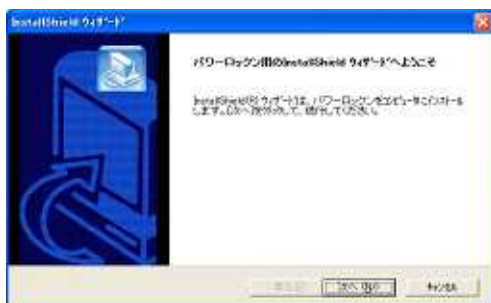 InstallShield ウィザード
パワーロックン用のInstallShield ウィザードへようこそ
InstallShield(R) ウィザードは、パワーロックンをコンピュータにインストール
します。[次へ]をクリックして、続行してください。
次へ(N)
キャンセル